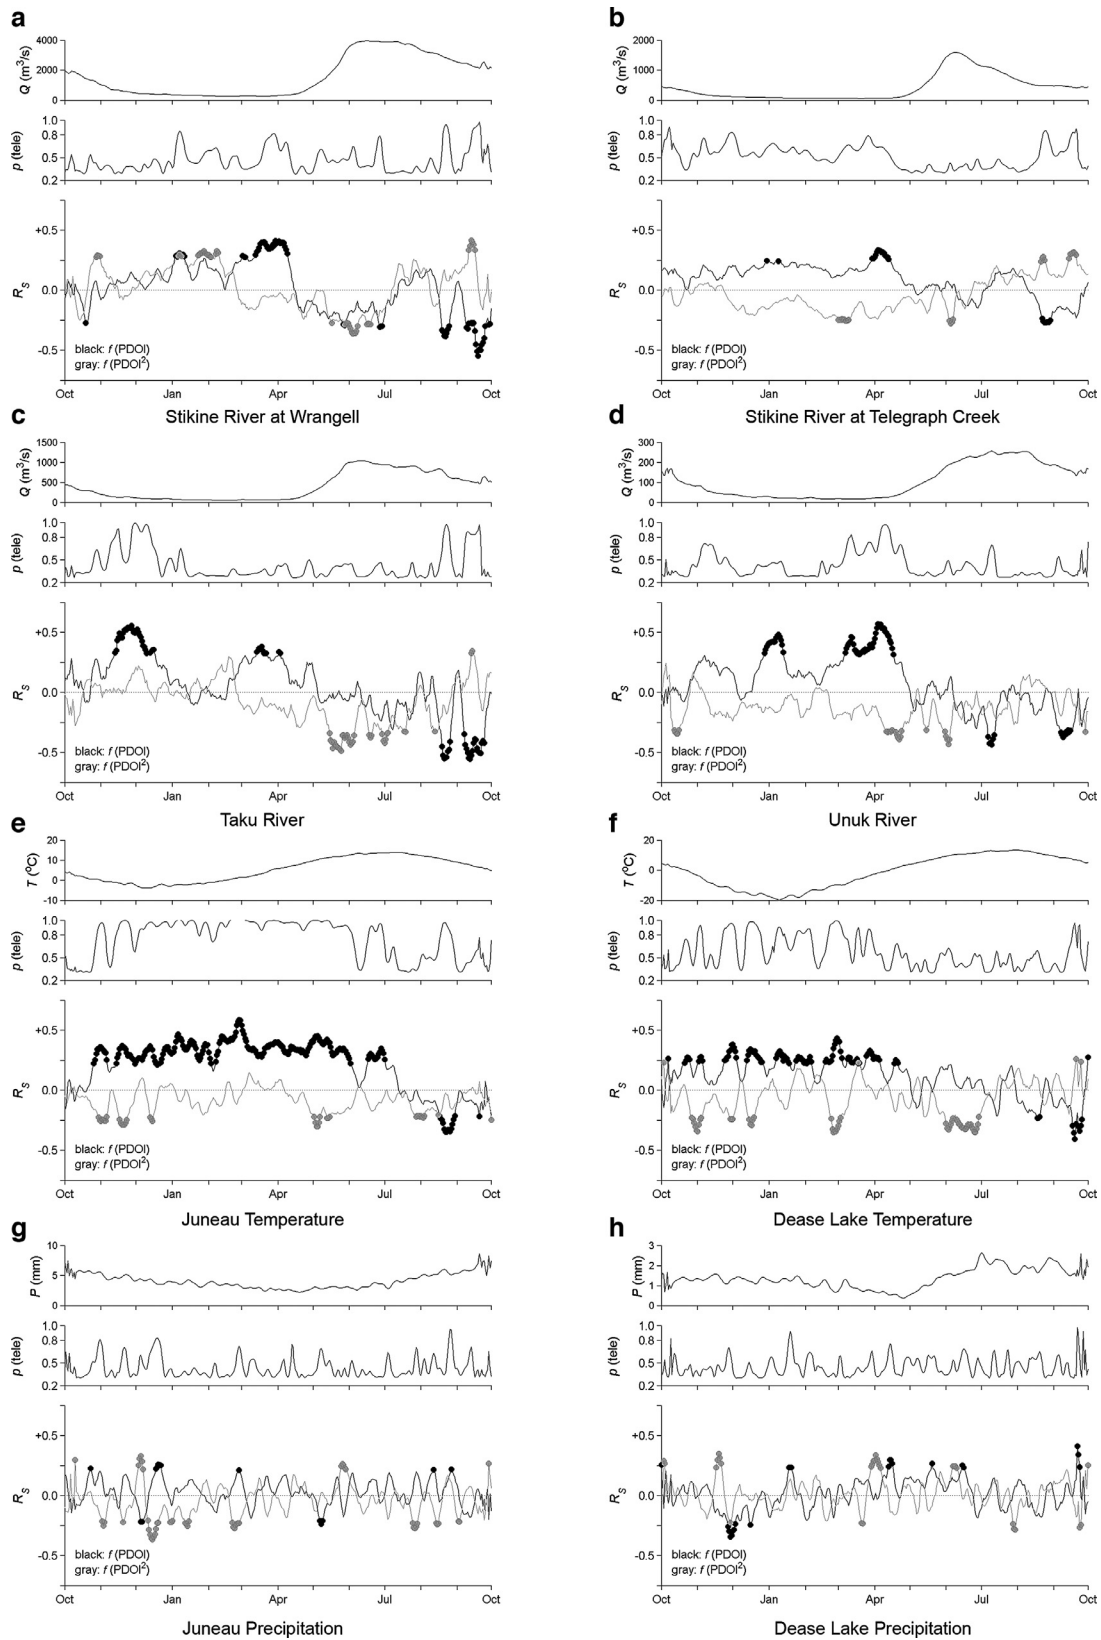 a
Q (m³/s)
4000
2000
0
p (tele)
1.0
0.8
0.5
0.2
R_S
+0.5
0.0
-0.5
black: f (PDOI)
gray: f (PDOI²)
Oct Jan Apr Jul Oct
Stikine River at Wrangell
b
Q (m³/s)
2000
1000
0
p (tele)
1.0
0.8
0.5
0.2
R_S
+0.5
0.0
-0.5
black: f (PDOI)
gray: f (PDOI²)
Oct Jan Apr Jul Oct
Stikine River at Telegraph Creek
c
Q (m³/s)
1500
1000
500
0
p (tele)
1.0
0.8
0.5
0.2
R_S
+0.5
0.0
-0.5
black: f (PDOI)
gray: f (PDOI²)
Oct Jan Apr Jul Oct
Taku River
d
Q (m³/s)
300
200
100
0
p (tele)
1.0
0.8
0.5
0.2
R_S
+0.5
0.0
-0.5
black: f (PDOI)
gray: f (PDOI²)
Oct Jan Apr Jul Oct
Unuk River
e
T (°C)
20
10
0
-10
p (tele)
1.0
0.8
0.5
0.2
R_S
+0.5
0.0
-0.5
black: f (PDOI)
gray: f (PDOI²)
Oct Jan Apr Jul Oct
Juneau Temperature
f
T (°C)
20
0
-20
p (tele)
1.0
0.8
0.5
0.2
R_S
+0.5
0.0
-0.5
black: f (PDOI)
gray: f (PDOI²)
Oct Jan Apr Jul Oct
Dease Lake Temperature
g
P (mm)
10
5
0
p (tele)
1.0
0.8
0.5
0.2
R_S
+0.5
0.0
-0.5
black: f (PDOI)
gray: f (PDOI²)
Oct Jan Apr Jul Oct
Juneau Precipitation
h
P (mm)
3
2
1
0
p (tele)
1.0
0.8
0.5
0.2
R_S
+0.5
0.0
-0.5
black: f (PDOI)
gray: f (PDOI²)
Oct Jan Apr Jul Oct
Dease Lake Precipitation